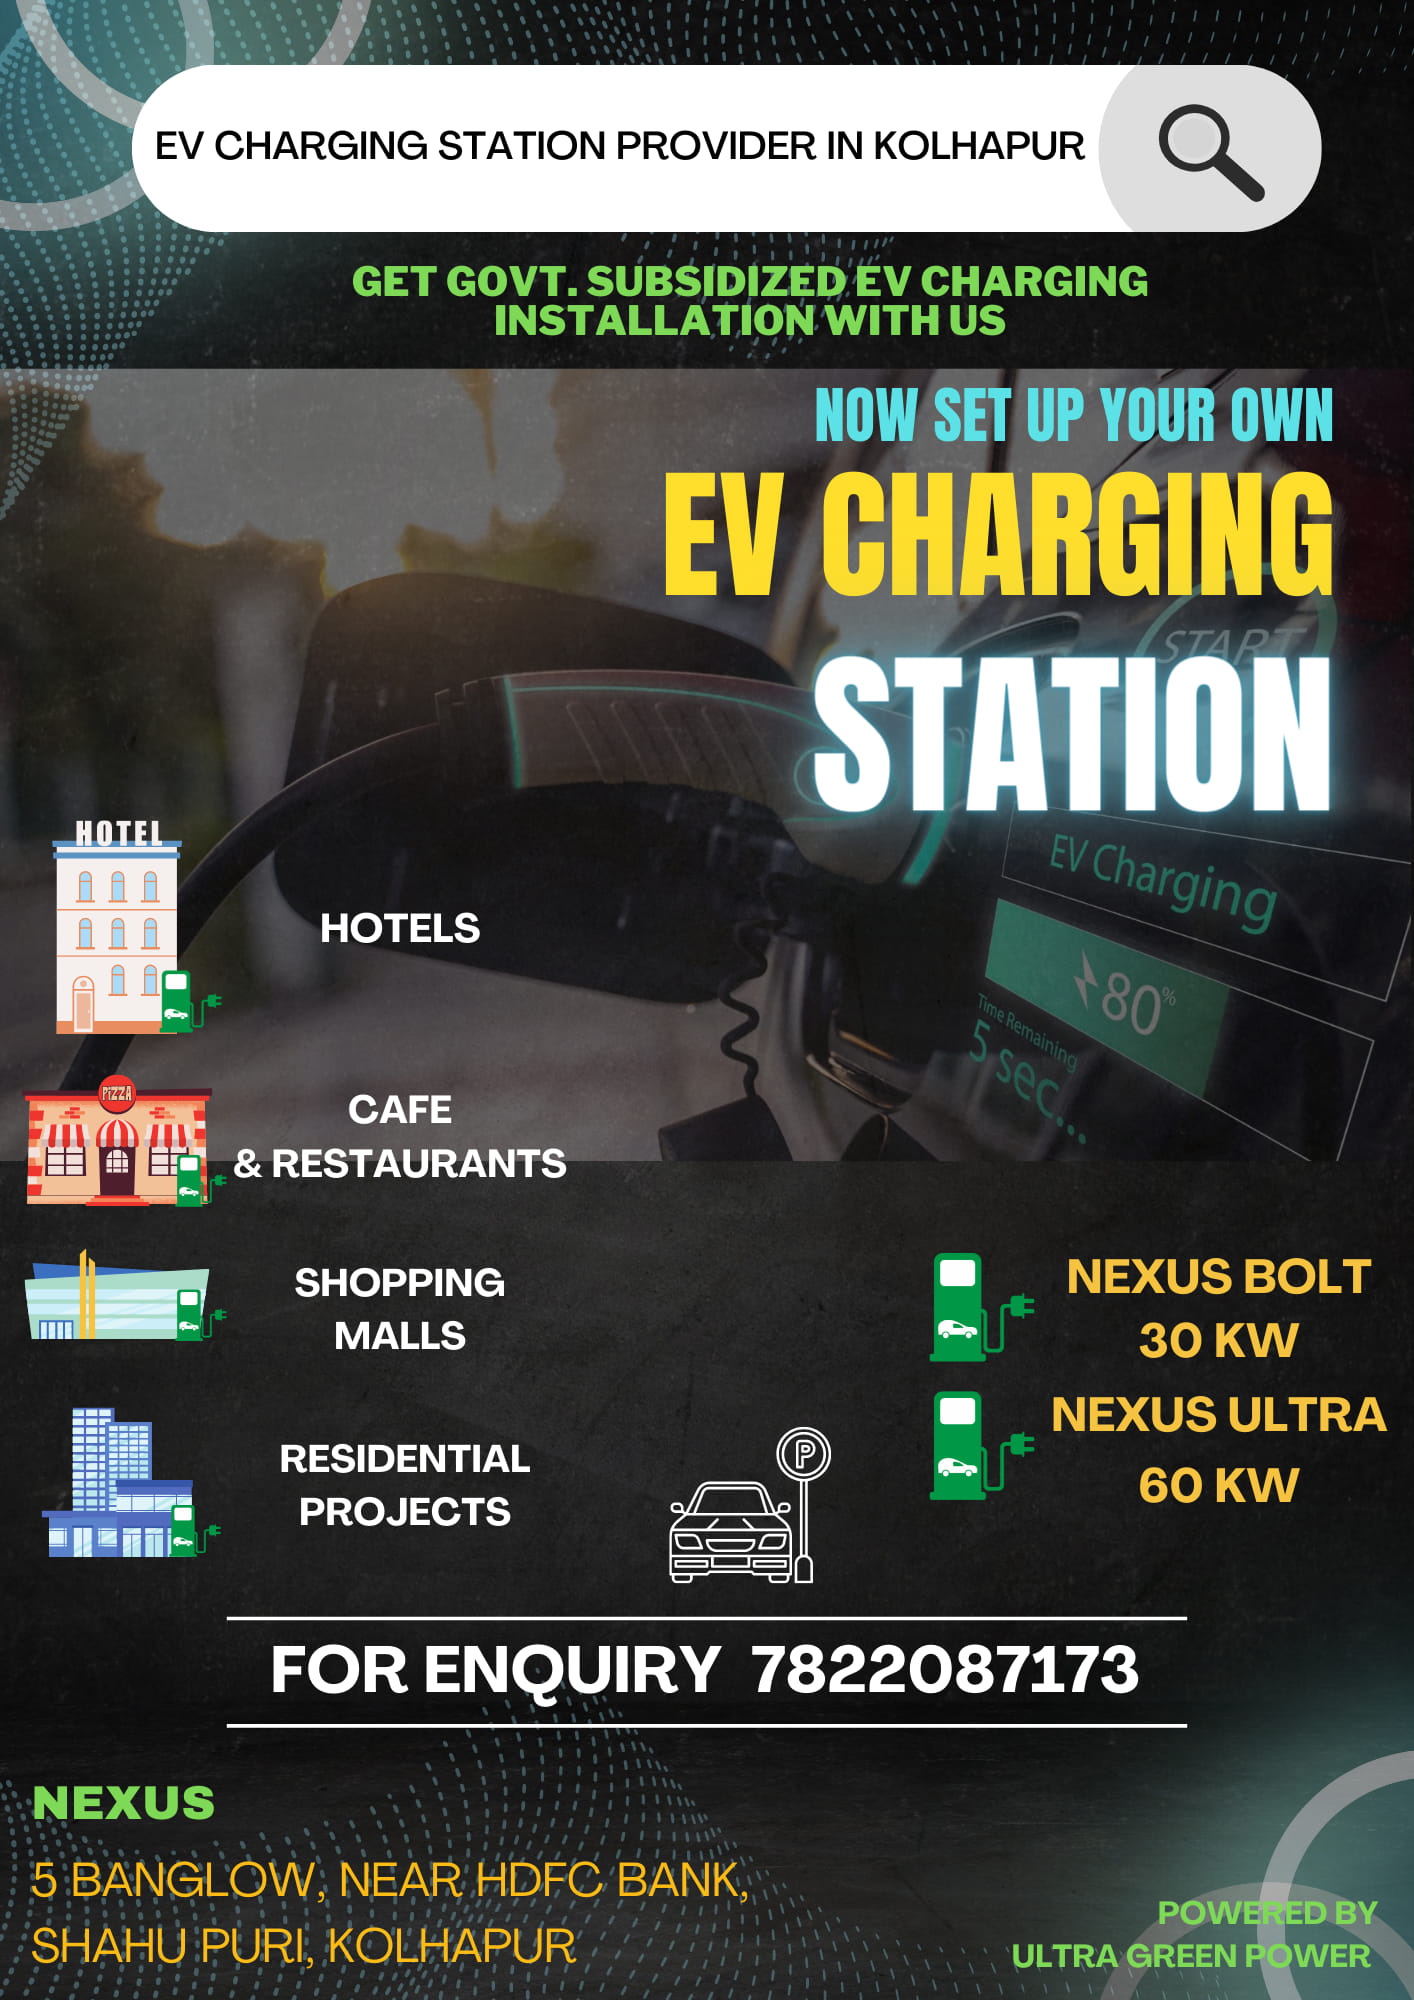 EV CHARGING STATION PROVIDER IN KOLHAPUR
GET GOVT. SUBSIDIZED EV CHARGING
INSTALLATION WITH US
NOW SET UP YOUR OWN
EV CHARGING
START
STATION
EV Charging
80%
Time Remaining
5 sec...
HOTEL
HOTELS
PIZZA
CAFE
& RESTAURANTS
SHOPPING
MALLS
RESIDENTIAL
PROJECTS
P
NEXUS BOLT
30 KW
NEXUS ULTRA
60 KW
FOR ENQUIRY 7822087173
NEXUS
5 BANGLOW, NEAR HDFC BANK,
SHAHU PURI, KOLHAPUR
POWERED BY
ULTRA GREEN POWER